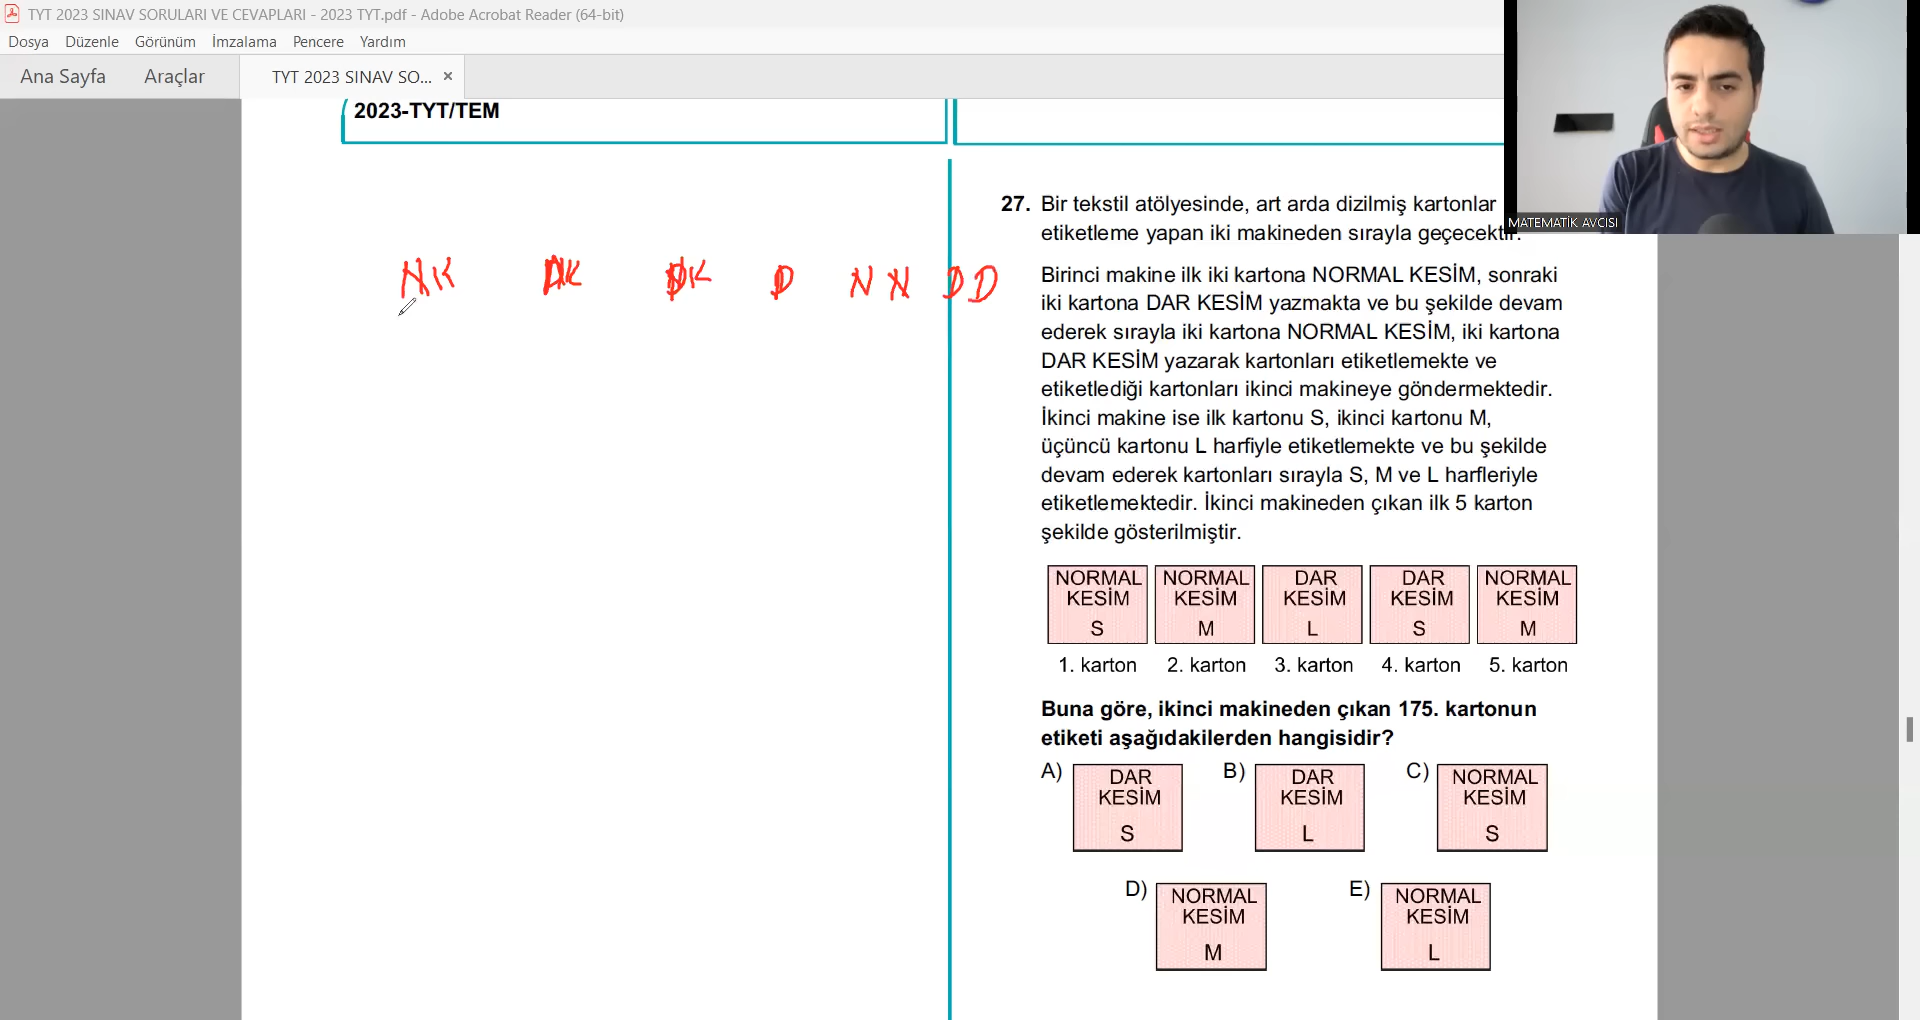 TYT 2023 SINAV SORULARI VE CEVAPLARI - 2023 TYT.pdf - Adobe Acrobat Reader (64-bit)
Dosya Düzenle Görünüm İmzalama Pencere Yardım
Ana Sayfa Araçlar TYT 2023 SINAV SO... ×
MATEMATİK AVCISI
2023-TYT/TEM
NK DK DK D N N D D
27. Bir tekstil atölyesinde, art arda dizilmiş kartonlar
etiketleme yapan iki makineden sırayla geçecektir.
Birinci makine ilk iki kartona NORMAL KESİM, sonraki
iki kartona DAR KESİM yazmakta ve bu şekilde devam
ederek sırayla iki kartona NORMAL KESİM, iki kartona
DAR KESİM yazarak kartonları etiketlemekte ve
etiketlediği kartonları ikinci makineye göndermektedir.
İkinci makine ise ilk kartonu S, ikinci kartonu M,
üçüncü kartonu L harfiyle etiketlemekte ve bu şekilde
devam ederek kartonları sırayla S, M ve L harfleriyle
etiketlemektedir. İkinci makineden çıkan ilk 5 karton
şekilde gösterilmiştir.
NORMAL NORMAL DAR DAR NORMAL
KESİM KESİM KESİM KESİM KESİM
S M L S M
1. karton 2. karton 3. karton 4. karton 5. karton
Buna göre, ikinci makineden çıkan 175. kartonun
etiketi aşağıdakilerden hangisidir?
A) DAR B) DAR C) NORMAL
KESİM KESİM KESİM
S L S
D) NORMAL E) NORMAL
KESİM KESİM
M L